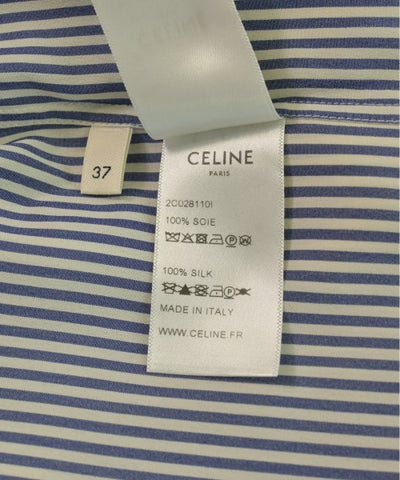 CELINE
PARIS
37
2C028110I
100% SOIE
100% SILK
MADE IN ITALY
WWW.CELINE.FR